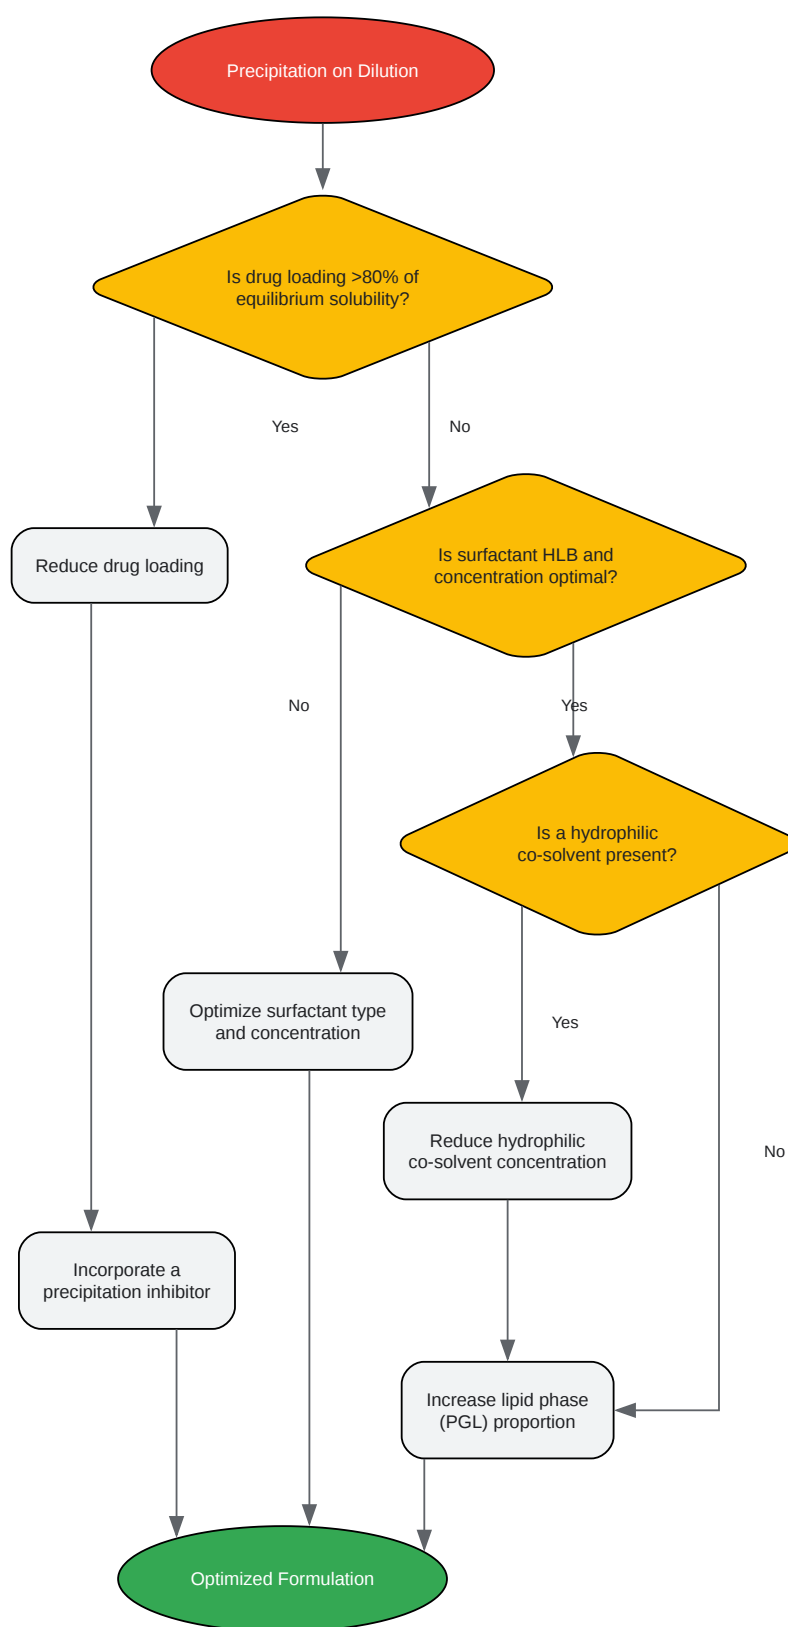 Precipitation on Dilution
Is drug loading >80% of
equilibrium solubility?
Yes
No
Reduce drug loading
Is surfactant HLB and
concentration optimal?
No
Yes
Is a hydrophilic
co-solvent present?
Optimize surfactant type
and concentration
Yes
Reduce hydrophilic
co-solvent concentration
No
Incorporate a
precipitation inhibitor
Increase lipid phase
(PGL) proportion
Optimized Formulation